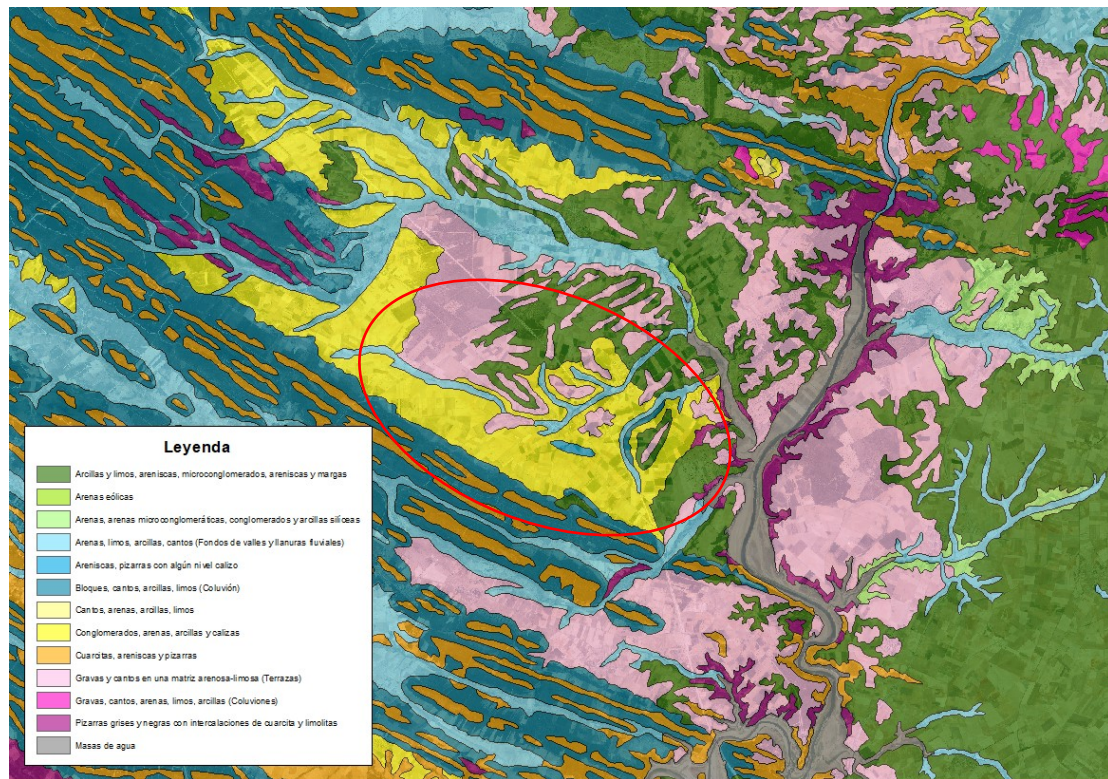 Leyenda
Arcillas y limos, areniscas, microconglomerados, areniscas y margas
Arenas eólicas
Arenas, arenas microconglomeráticas, conglomerados y arcillas silíceas
Arenas, limos, arcillas, cantos (Fondos de valles y llanuras fluviales)
Areniscas, pizarras con algún nivel calizo
Bloques, cantos, arcillas, limos (Coluvión)
Cantos, arenas, arcillas, limos
Conglomerados, arenas, arcillas y calizas
Cuarcitas, areniscas y pizarras
Gravas y cantos en una matriz arenosa-limosa (Terrazas)
Gravas, cantos, arenas, limos, arcillas (Coluviones)
Pizarras grises y negras con intercalaciones de cuarcita y limolitas
Masas de agua